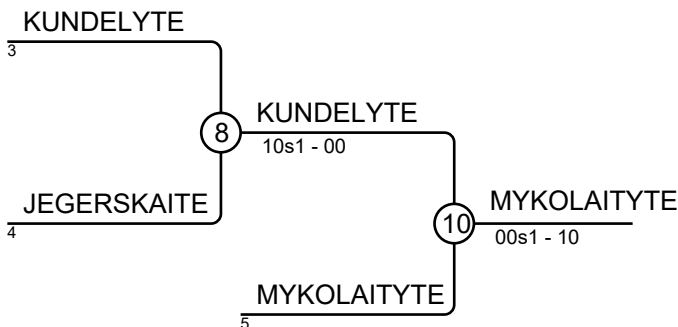 KUNDELYTE
3
8
KUNDELYTE
10s1 - 00
JEGERSKAITE
4
10
MYKOLAITYTE
00s1 - 10
MYKOLAITYTE
5